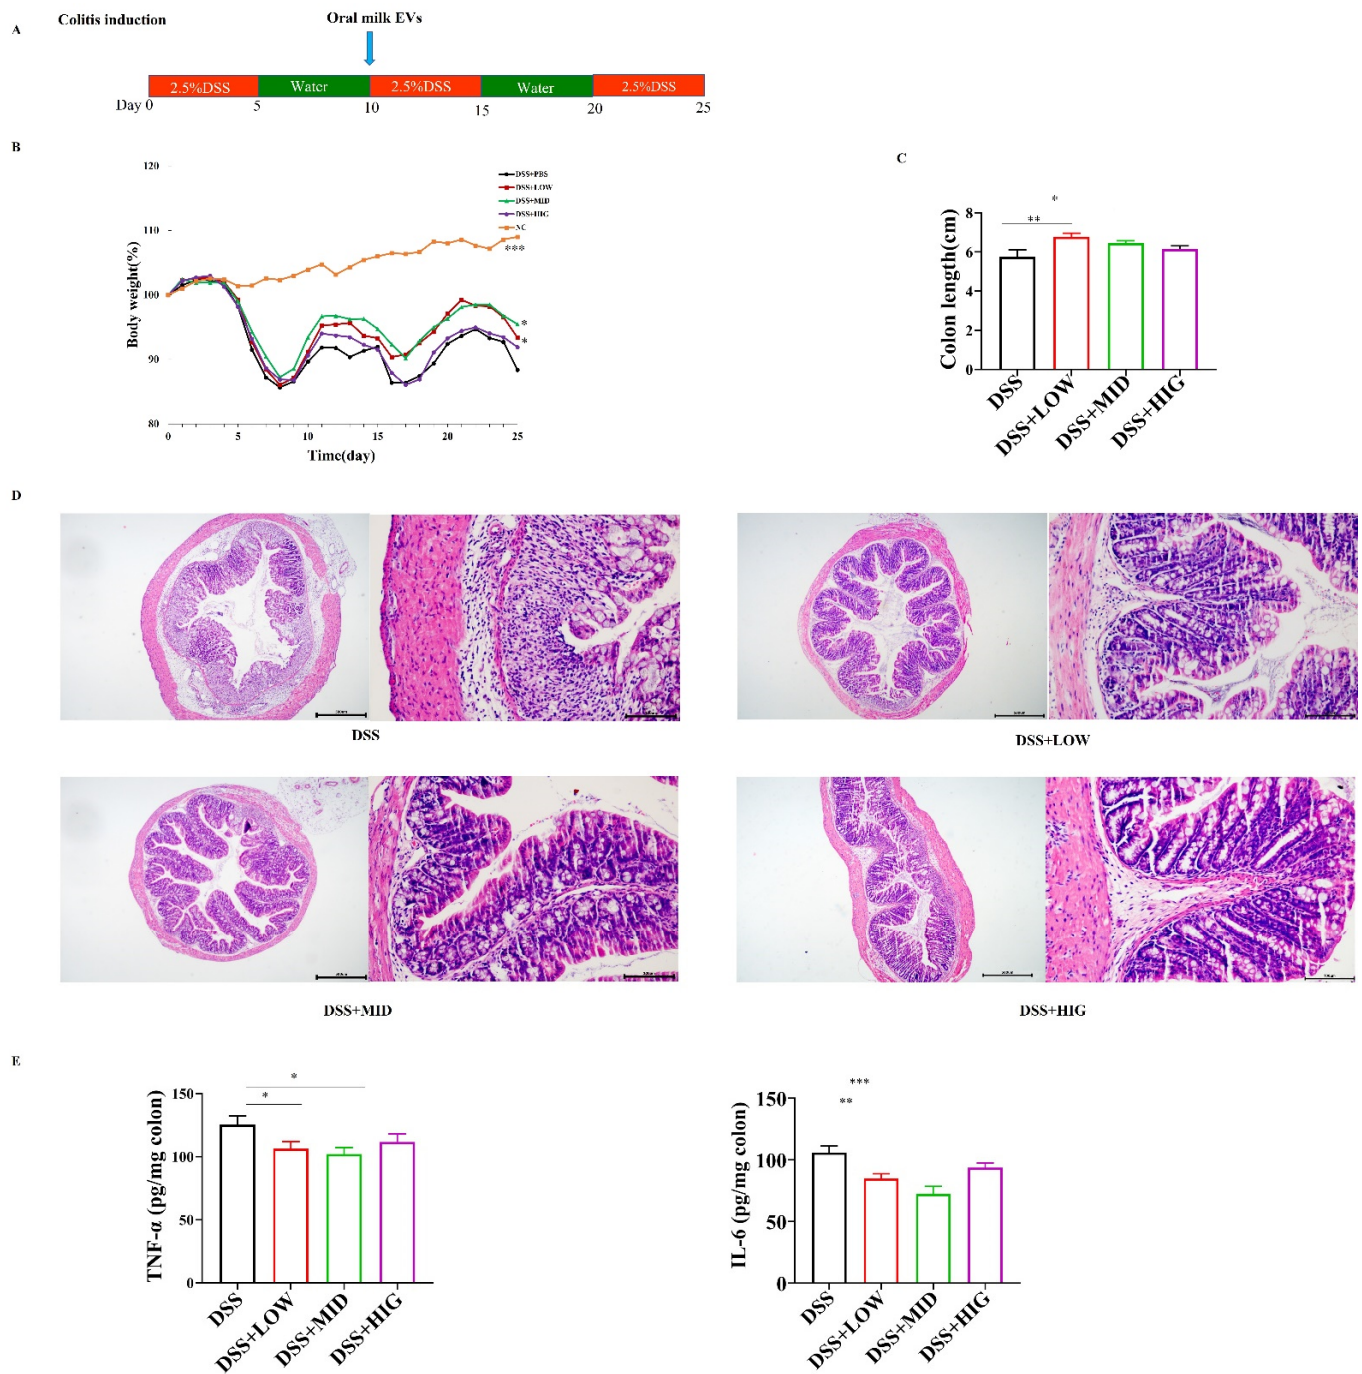 A
Colitis induction
Oral milk EVs
2.5%DSS Water 2.5%DSS Water 2.5%DSS
Day 0 5 10 15 20 25
B
120
110
100
90
80
Body weight(%)
0 5 10 15 20 25
Time(day)
DSS+PBS
DSS+LOW
DSS+MID
DSS+HIG
NC
***
*
*
C
*
**
8
6
4
2
0
Colon length(cm)
DSS
DSS+LOW
DSS+MID
DSS+HIG
D
DSS
DSS+LOW
DSS+MID
DSS+HIG
E
*
*
150
100
50
0
TNF-α (pg/mg colon)
DSS
DSS+LOW
DSS+MID
DSS+HIG
***
**
150
100
50
0
IL-6 (pg/mg colon)
DSS
DSS+LOW
DSS+MID
DSS+HIG